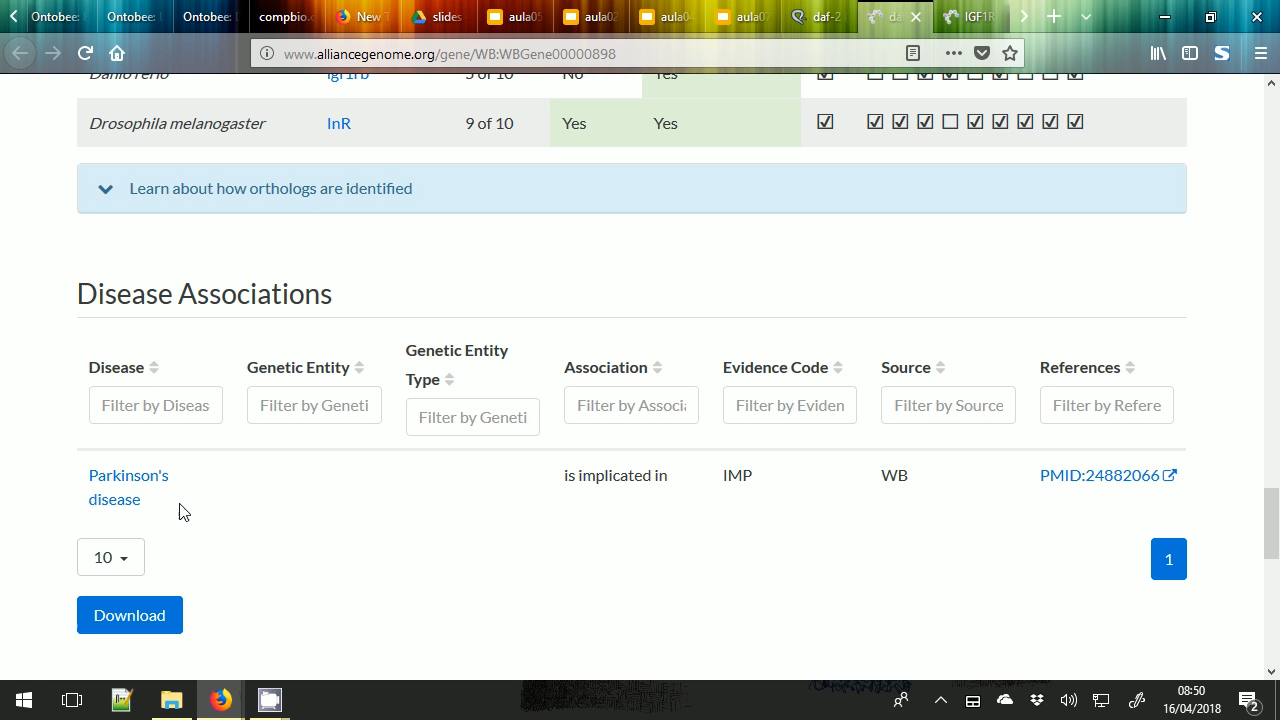 Ontobee: Ontobee: Ontobee: compbio.c New T slides aula05 aula02 aula04 aula07 daf-2 da IGF1R
www.alliancegenome.org/gene/WB:WBGene00000898
Danio rerio igf1rb 5 of 10 No Yes
Drosophila melanogaster InR 9 of 10 Yes Yes
Learn about how orthologs are identified
Disease Associations
Disease Genetic Entity Genetic Entity Type Association Evidence Code Source References
Filter by Diseas Filter by Geneti Filter by Geneti Filter by Associa Filter by Eviden Filter by Source Filter by Refere
Parkinson's disease is implicated in IMP WB PMID:24882066
10 1
Download
08:50
16/04/2018 2